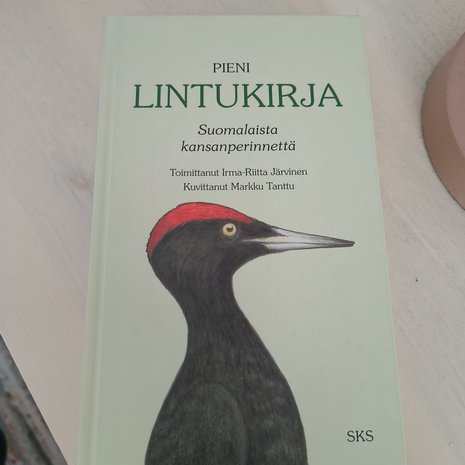 PIENI
LINTUKIRJA
Suomalaista
kansanperinnettä
Toimittanut Irma-Riitta Järvinen
Kuvittanut Markku Tanttu
SKS